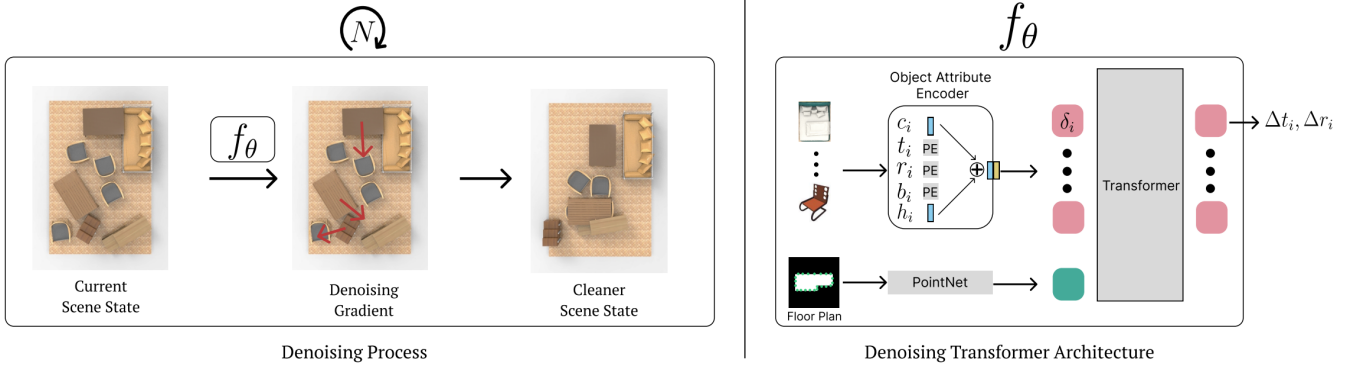 N
f_θ
Current
Scene State
Denoising
Gradient
Cleaner
Scene State
Denoising Process
f_θ
Object Attribute
Encoder
c_i
t_i PE
r_i PE
b_i PE
h_i
δ_i
Transformer
Δt_i, Δr_i
PointNet
Floor Plan
Denoising Transformer Architecture